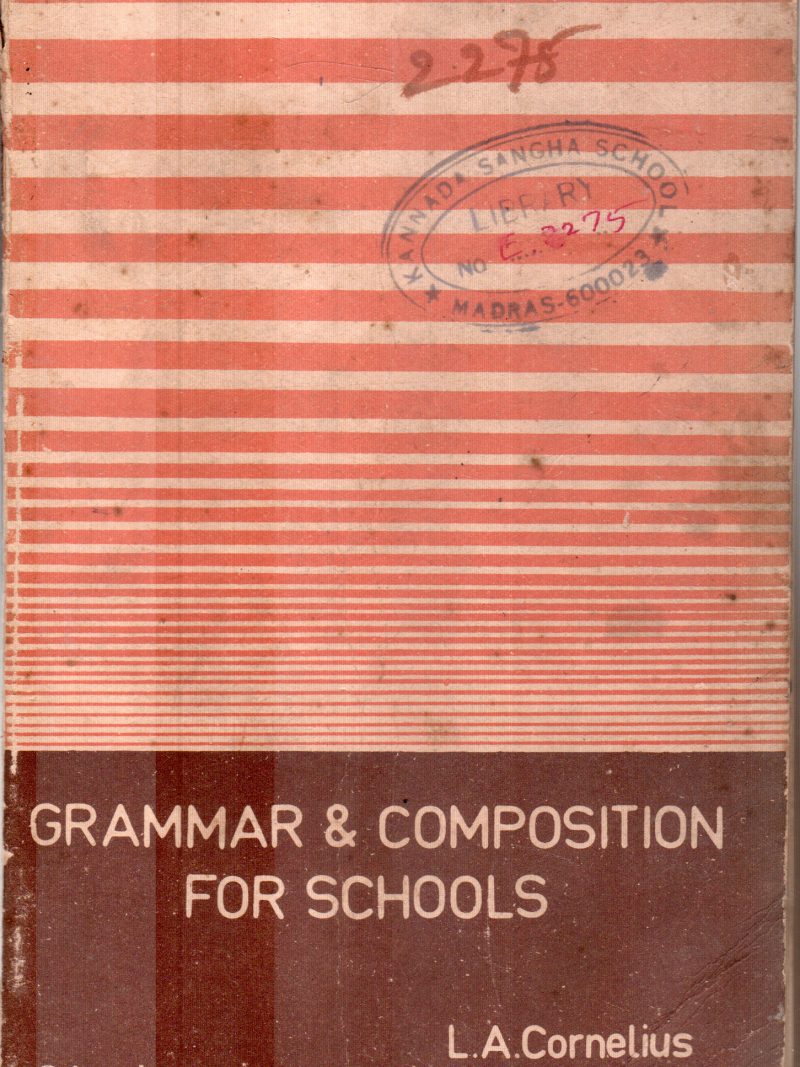 2275
KANNADA SANGHA SCHOOL
LIBRARY
NO E... 2275
★ MADRAS-600023 ★
GRAMMAR & COMPOSITION
FOR SCHOOLS
L.A.Cornelius